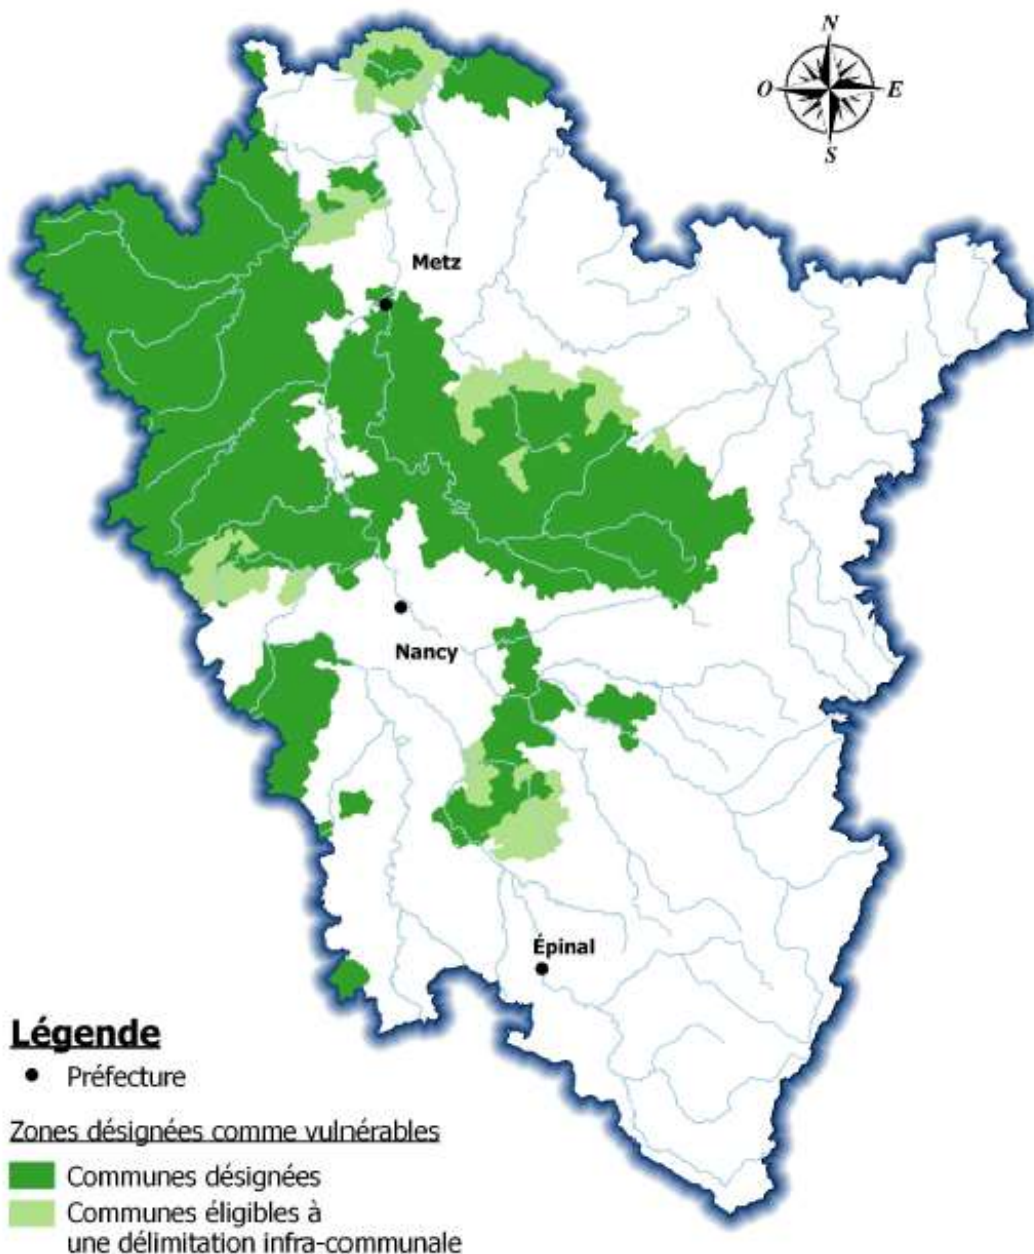 N
O
E
S
Metz
Nancy
Épinal
Légende
Préfecture
Zones désignées comme vulnérables
Communes désignées
Communes éligibles à
une délimitation infra-communale